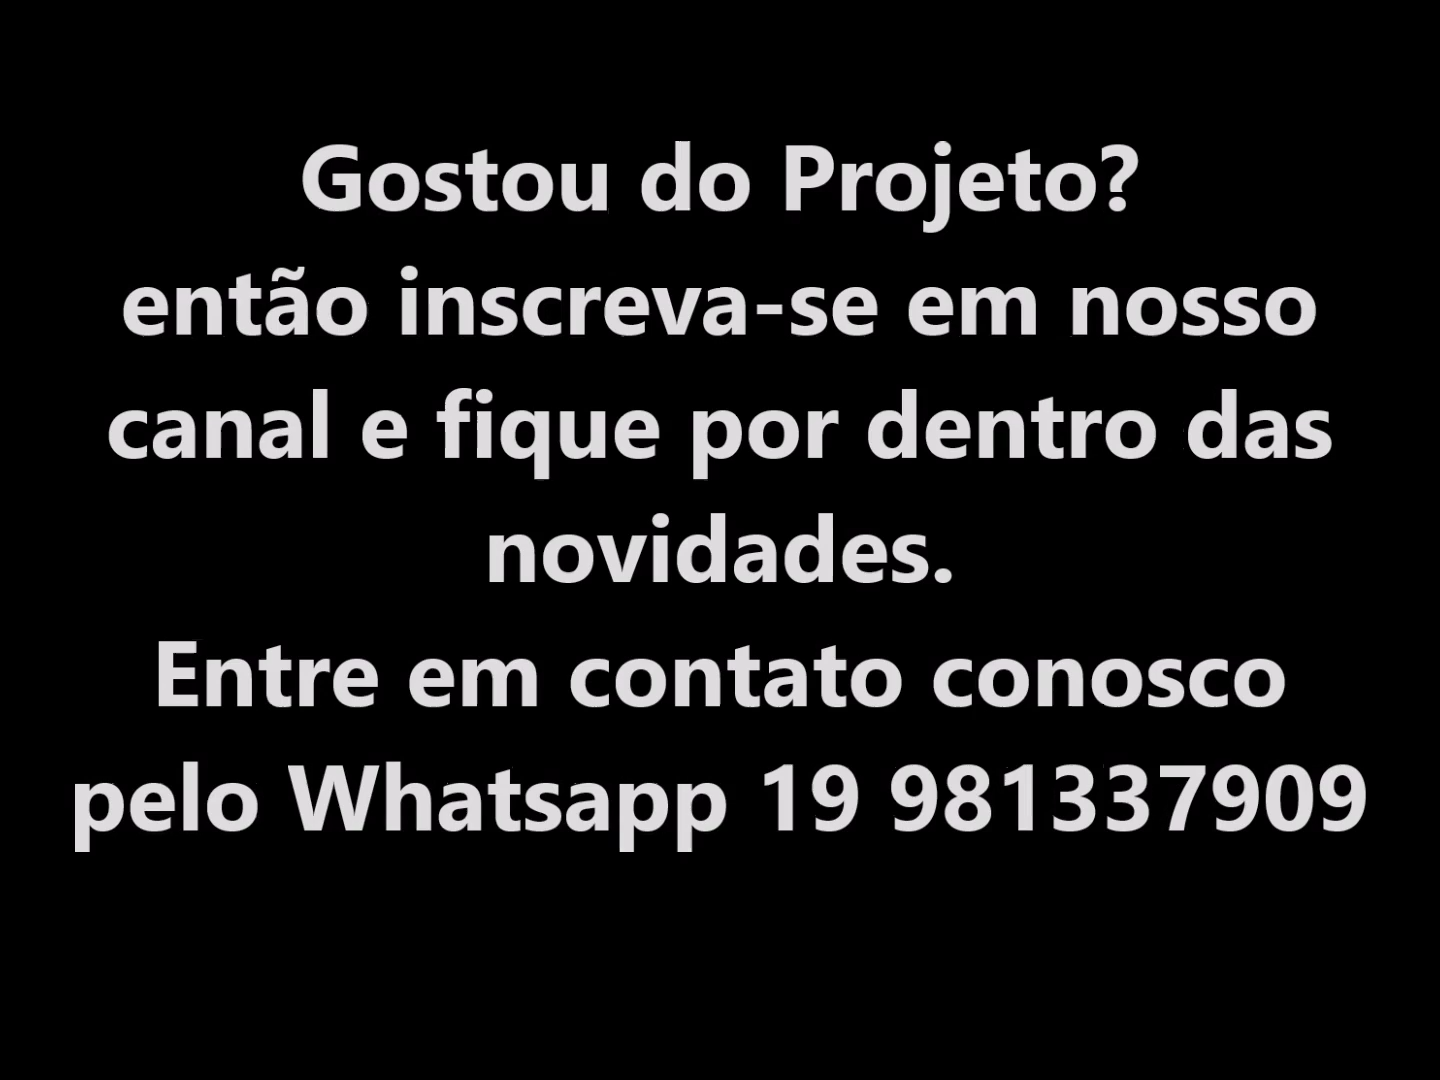 Gostou do Projeto?
então inscreva-se em nosso
canal e fique por dentro das
novidades.
Entre em contato conosco
pelo Whatsapp 19 981337909